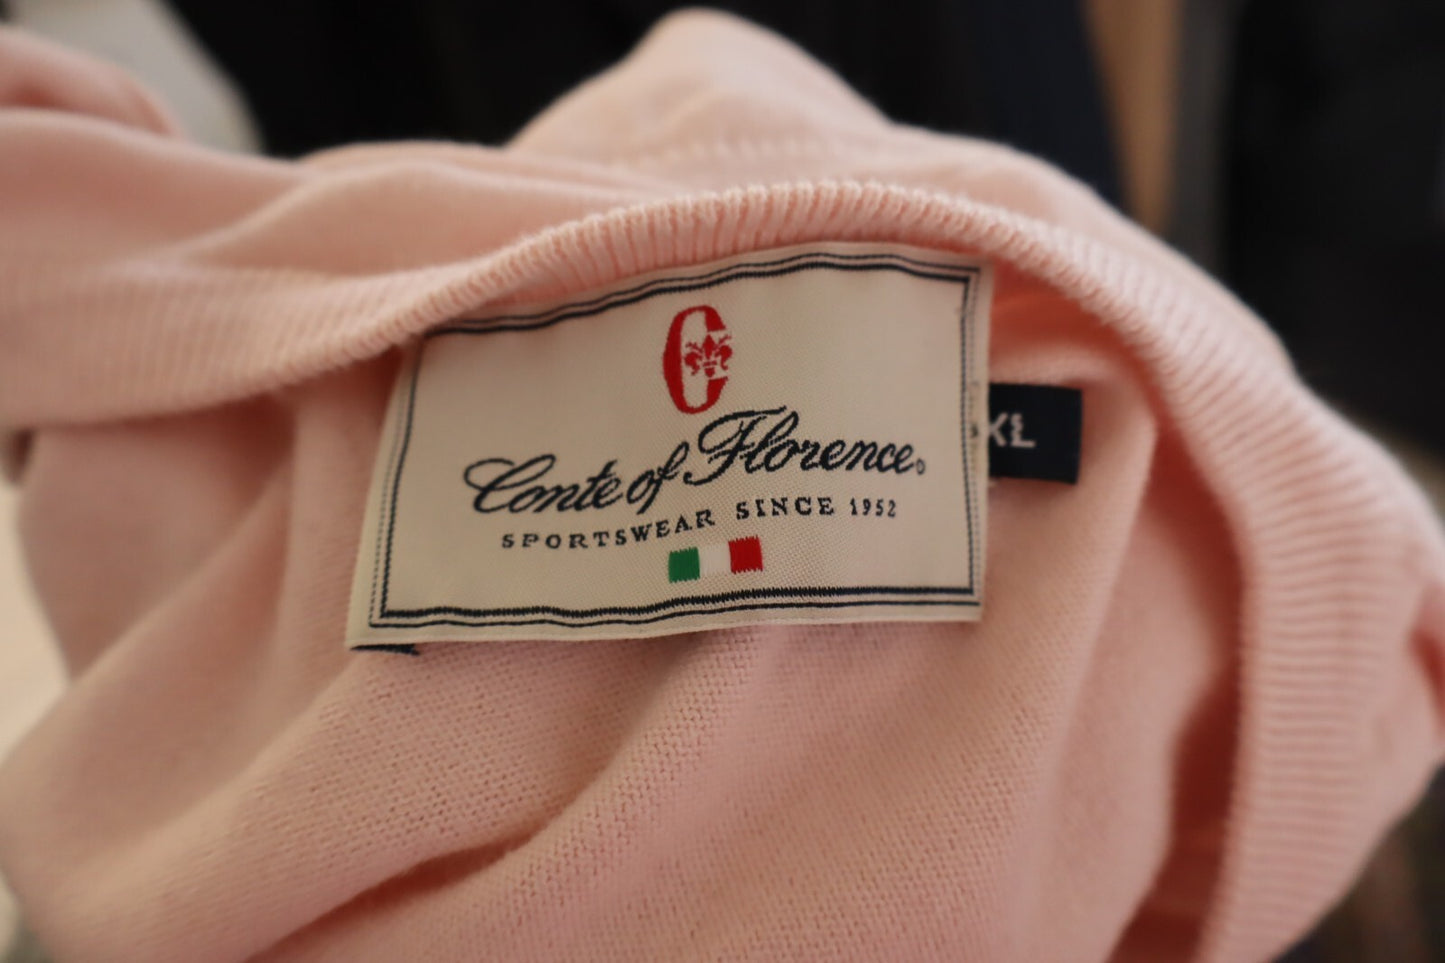 C
Conte of Florence®
SPORTSWEAR SINCE 1952
XL